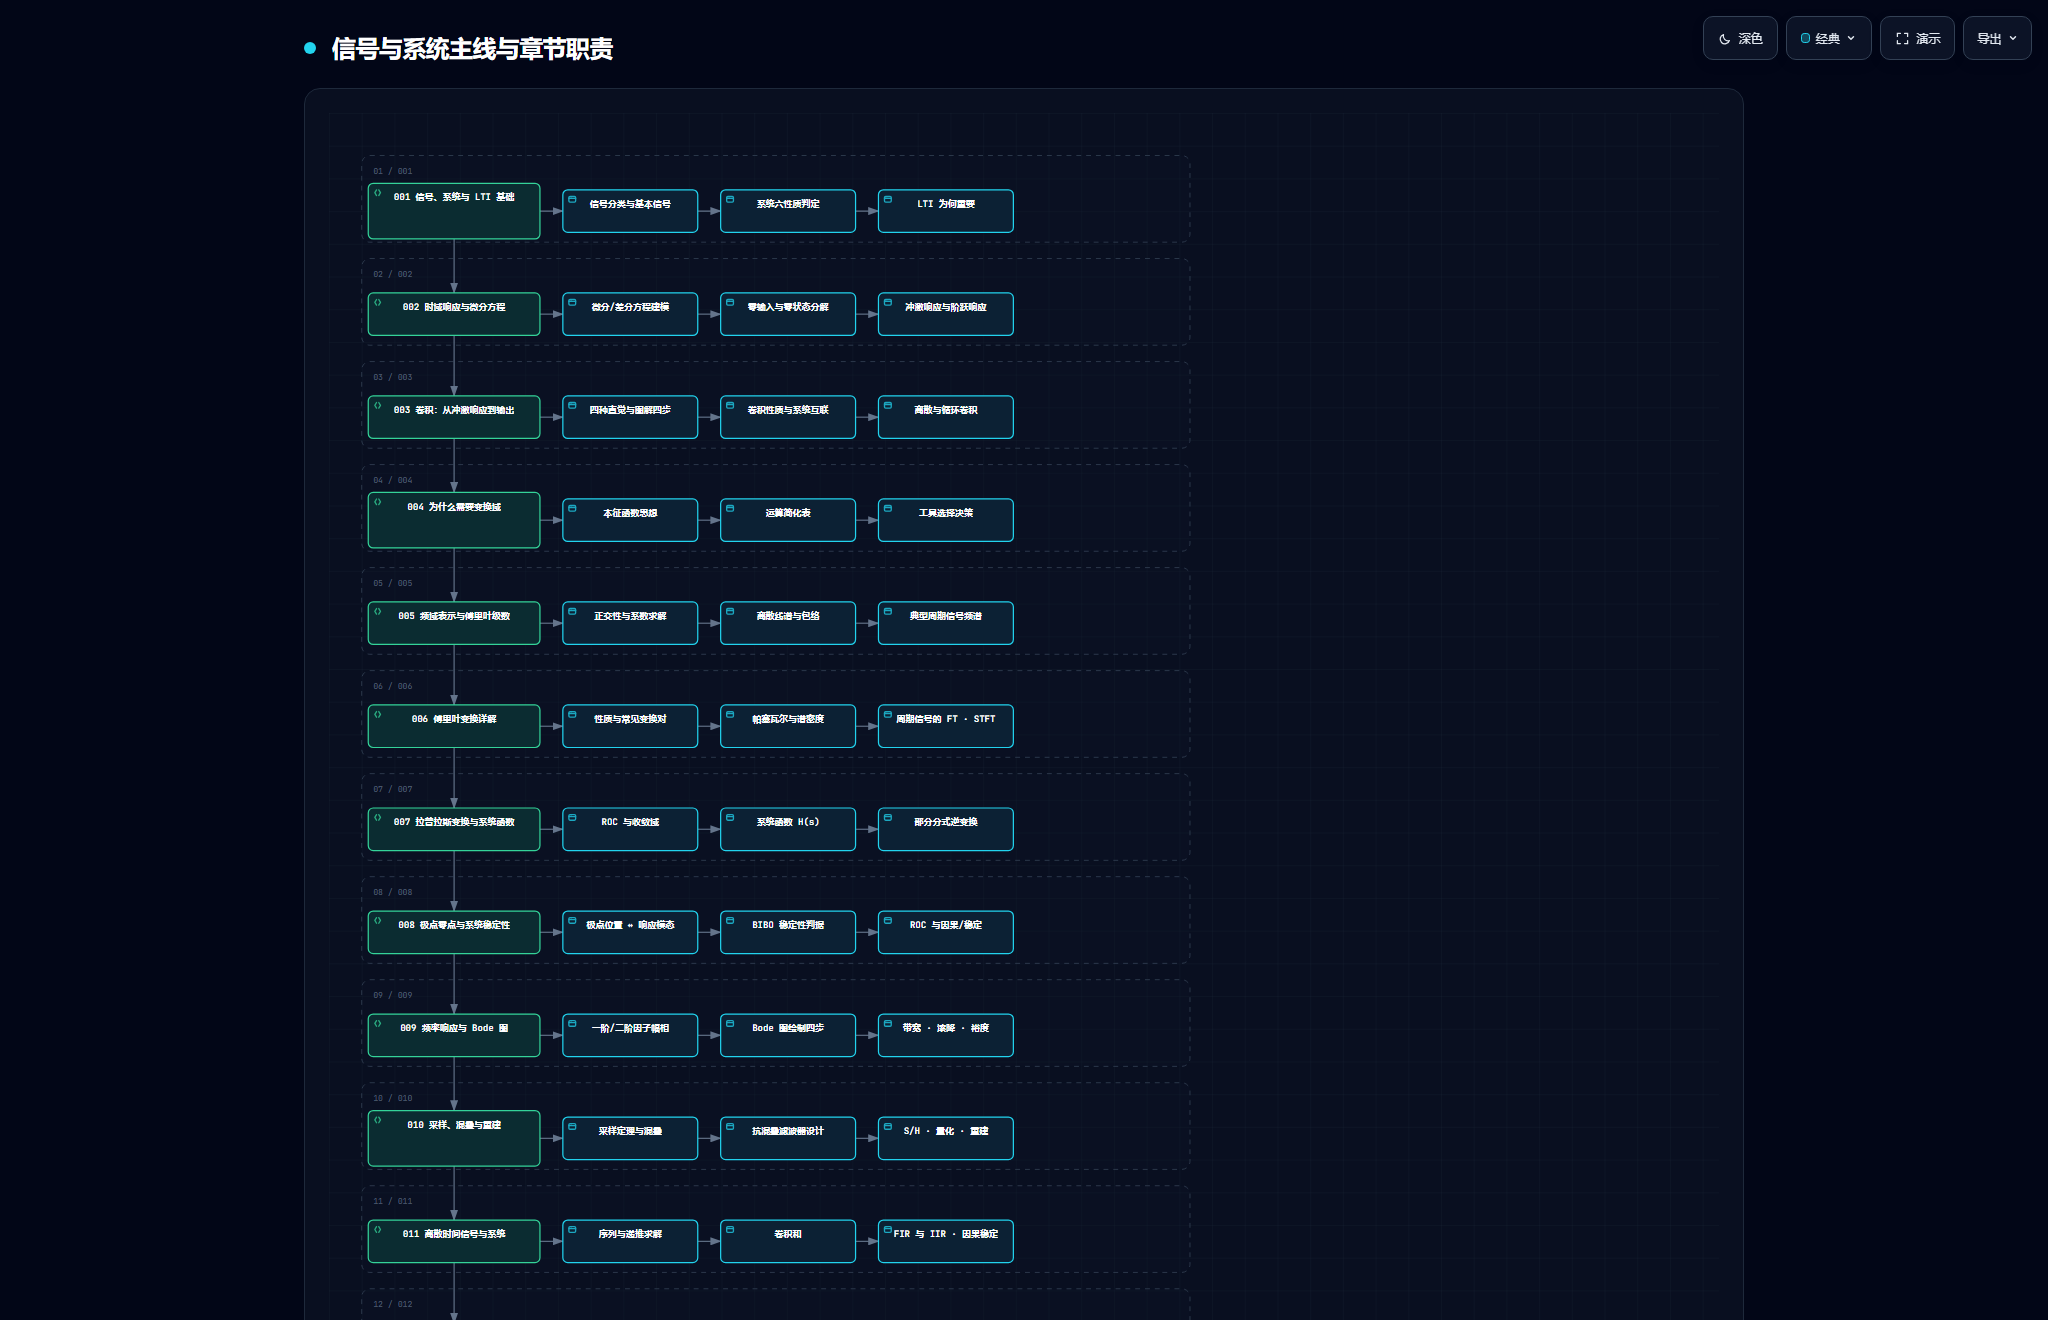 信号与系统主线与章节职责
深色
经典
演示
导出
01 / 001
001 信号、系统与 LTI 基础
信号分类与基本信号
系统六性质判定
LTI 为何重要
02 / 002
002 时域响应与微分方程
微分/差分方程建模
零输入与零状态分解
冲激响应与阶跃响应
03 / 003
003 卷积: 从冲激响应到输出
四种直觉与图解四步
卷积性质与系统互联
离散与循环卷积
04 / 004
004 为什么需要变换域
本征函数思想
运算简化表
工具选择决策
05 / 005
005 频域表示与傅里叶级数
正交性与系数求解
离散线谱与包络
典型周期信号频谱
06 / 006
006 傅里叶变换详解
性质与常见变换对
帕塞瓦尔与谱密度
周期信号的 FT · STFT
07 / 007
007 拉普拉斯变换与系统函数
ROC 与收敛域
系统函数 H(s)
部分分式逆变换
08 / 008
008 极点零点与系统稳定性
极点位置 ↔ 响应模态
BIBO 稳定性判据
ROC 与因果/稳定
09 / 009
009 频率响应与 Bode 图
一阶/二阶因子幅相
Bode 图绘制四步
带宽 · 滚降 · 裕度
10 / 010
010 采样、混叠与重建
采样定理与混叠
抗混叠滤波器设计
S/H · 量化 · 重建
11 / 011
011 离散时间信号与系统
序列与递推求解
卷积和
FIR 与 IIR · 因果稳定
12 / 012